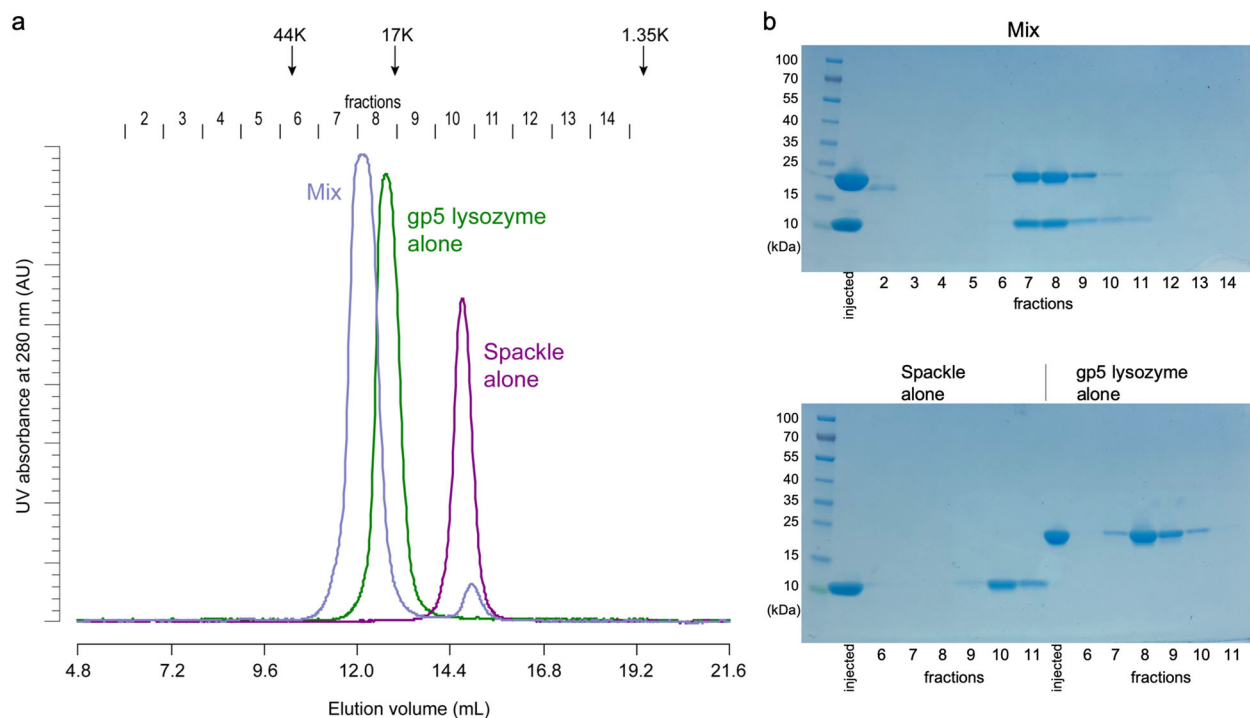 a
44K 17K 1.35K
fractions
2 3 4 5 6 7 8 9 10 11 12 13 14
Mix
gp5 lysozyme
alone
Spackle
alone
UV absorbance at 280 nm (AU)
4.8 7.2 9.6 12.0 14.4 16.8 19.2 21.6
Elution volume (mL)
b
Mix
100
70
55
40
35
25
15
10
(kDa)
injected 2 3 4 5 6 7 8 9 10 11 12 13 14
fractions
Spackle
alone
gp5 lysozyme
alone
100
70
55
40
35
25
15
10
(kDa)
injected 6 7 8 9 10 11 injected 6 7 8 9 10 11
fractions fractions